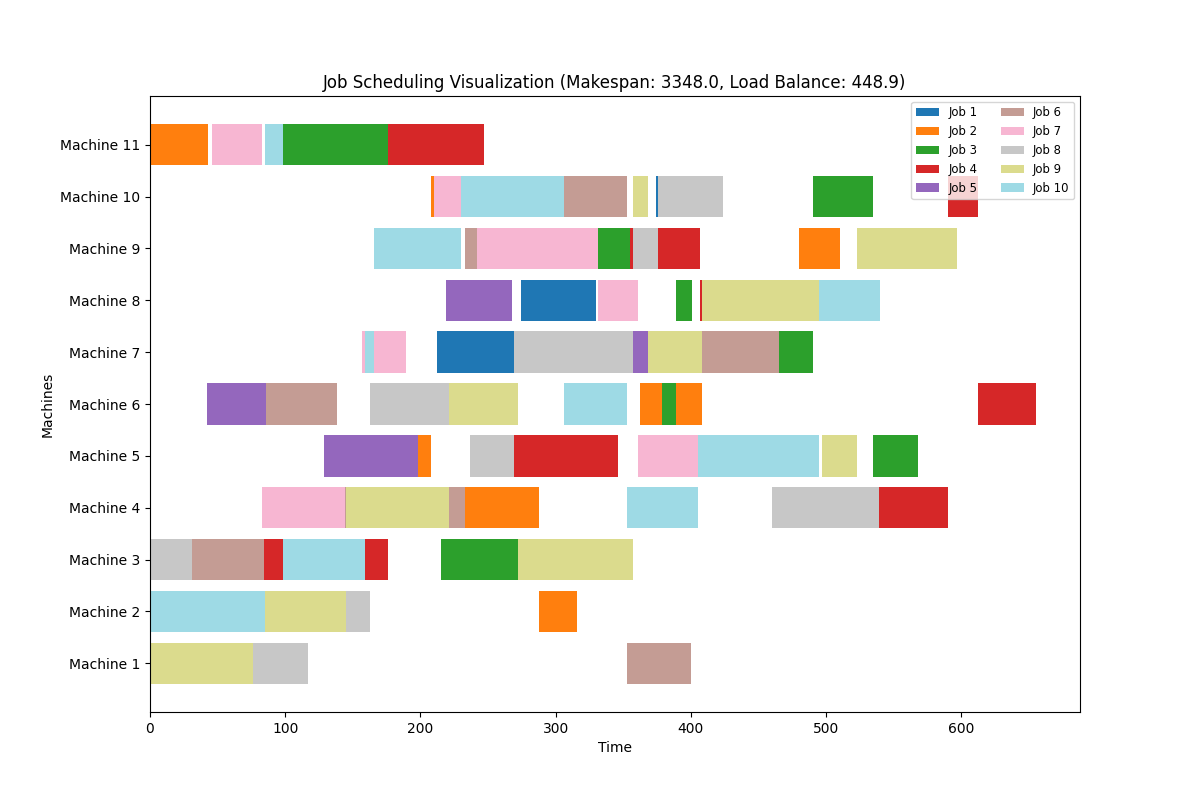 Job Scheduling Visualization (Makespan: 3348.0, Load Balance: 448.9)
Job 1
Job 2
Job 3
Job 4
Job 5
Job 6
Job 7
Job 8
Job 9
Job 10
Machines
Machine 11
Machine 10
Machine 9
Machine 8
Machine 7
Machine 6
Machine 5
Machine 4
Machine 3
Machine 2
Machine 1
0 100 200 300 400 500 600
Time